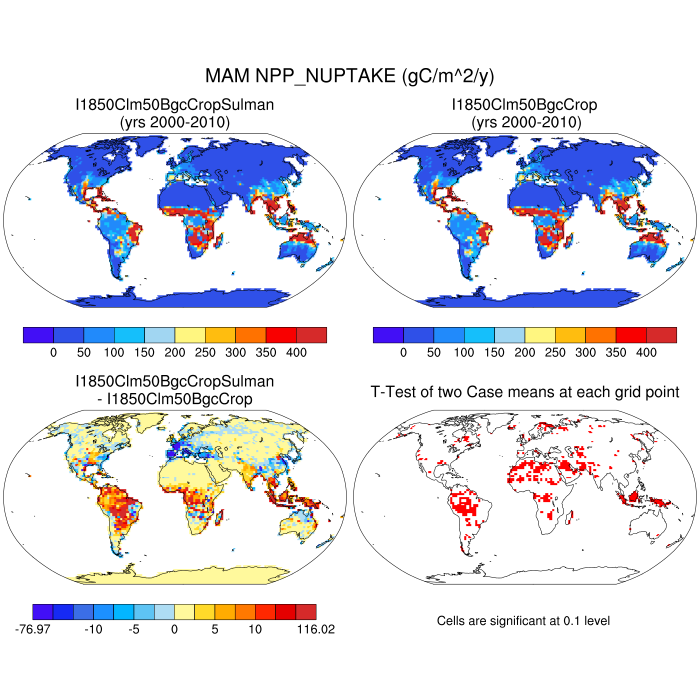 MAM NPP_NUPTAKE (gC/m^2/y)
I1850Clm50BgcCropSulman
(yrs 2000-2010)
I1850Clm50BgcCrop
(yrs 2000-2010)
0 50 100 150 200 250 300 350 400
0 50 100 150 200 250 300 350 400
I1850Clm50BgcCropSulman
- I1850Clm50BgcCrop
T-Test of two Case means at each grid point
-76.97 -10 -5 0 5 10 116.02
Cells are significant at 0.1 level